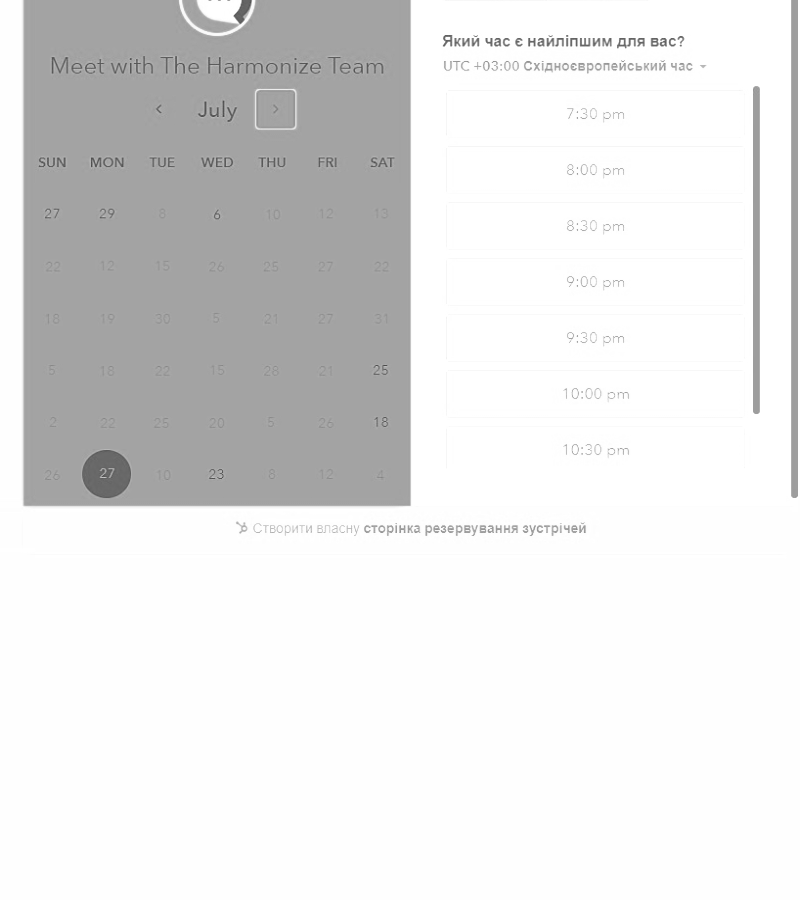 Meet with The Harmonize Team
July
SUN MON TUE WED THU FRI SAT
27 29 8 6 10 12 13
22 12 15 26 25 27 22
18 19 30 5 21 27 31
5 18 22 15 26 21 25
2 22 25 20 5 26 18
26 27 10 23 8 12 4
Який час є найліпшим для вас?
UTC +03:00 Східноєвропейський час
7:30 pm
8:00 pm
8:30 pm
9:00 pm
9:30 pm
10:00 pm
10:30 pm
Створити власну сторінка резервування зустрічей